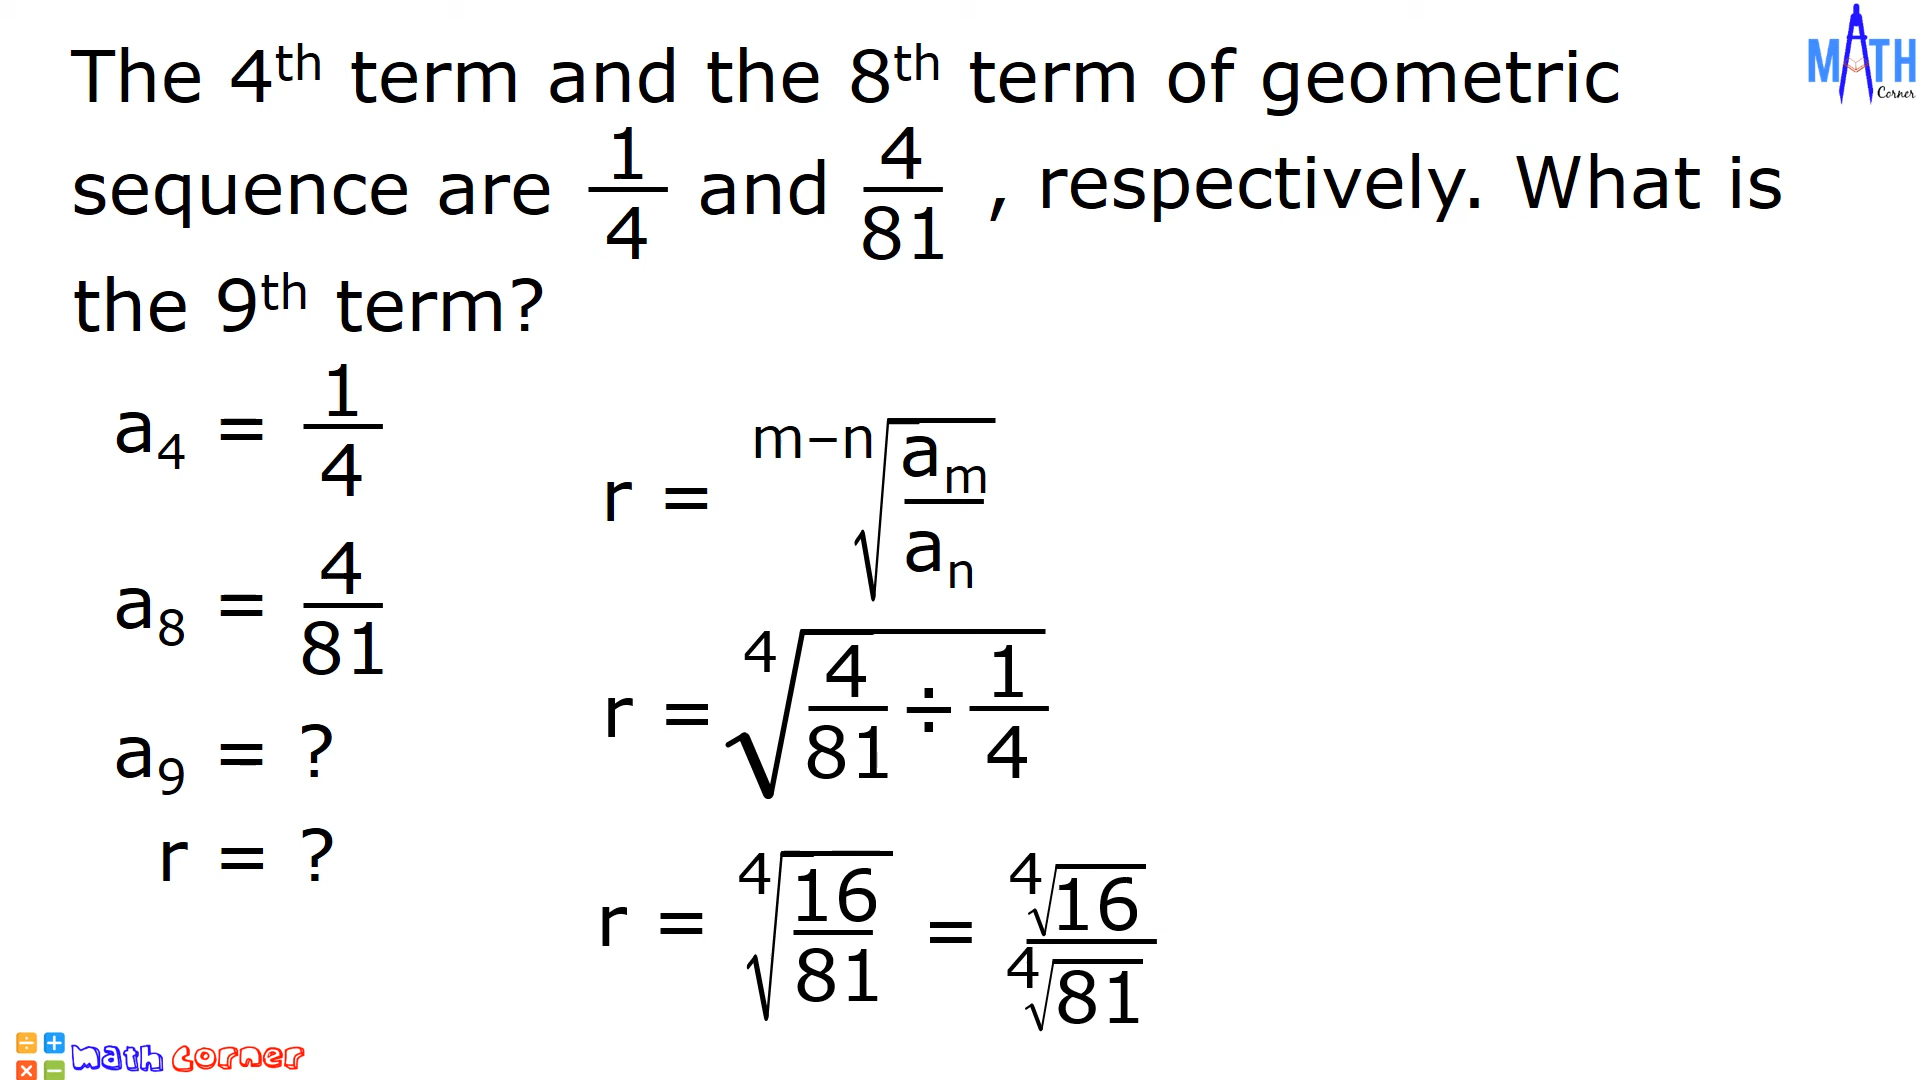 The 4th term and the 8th term of geometric
sequence are 1/4 and 4/81 , respectively. What is
the 9th term?
a₄ = 1/4
a₈ = 4/81
a₉ = ?
r = ?
r = ᵐ⁻ⁿ√(aₘ/aₙ)
r = ⁴√(4/81 ÷ 1/4)
r = ⁴√(16/81) = ⁴√16/⁴√81
MATH
Corner
÷ + math corner
× −